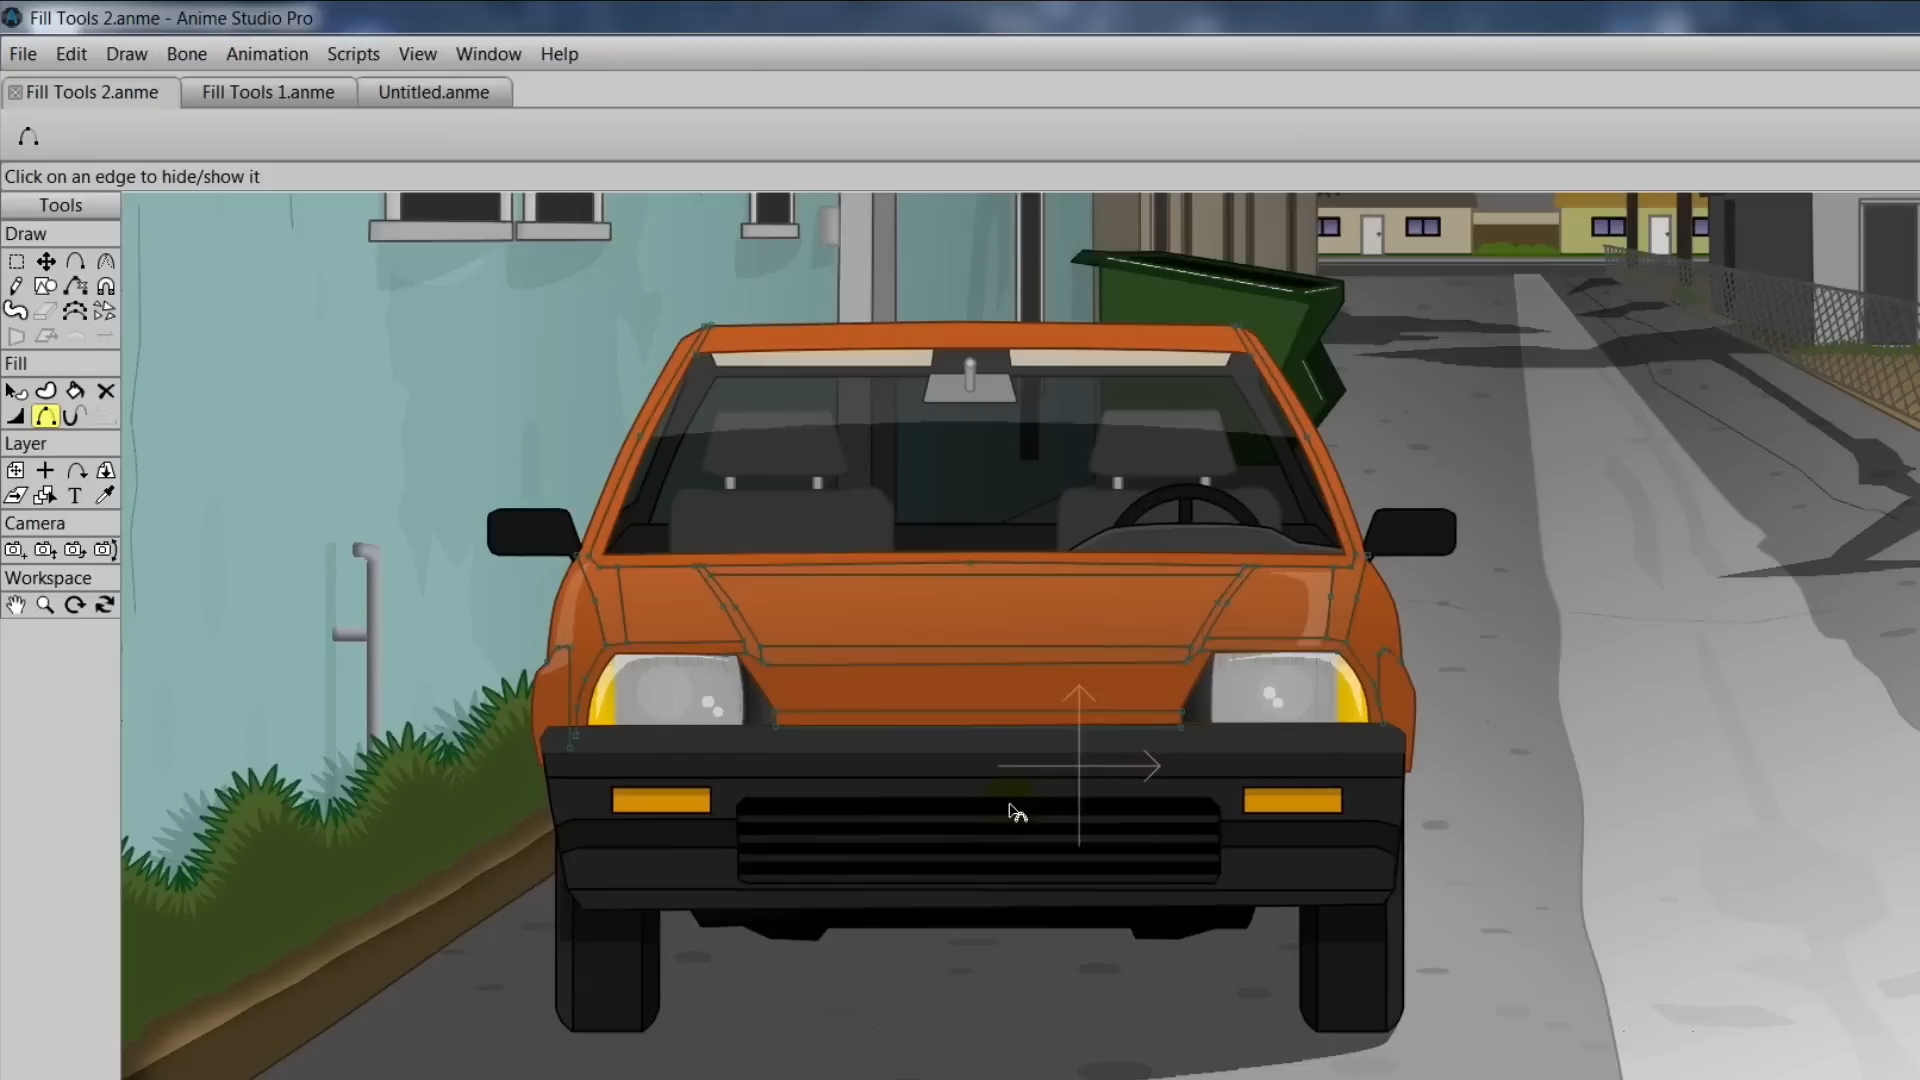 Fill Tools 2.anme - Anime Studio Pro
File Edit Draw Bone Animation Scripts View Window Help
Fill Tools 2.anme Fill Tools 1.anme Untitled.anme
Click on an edge to hide/show it
Tools
Draw
Fill
Layer
T
Camera
Workspace